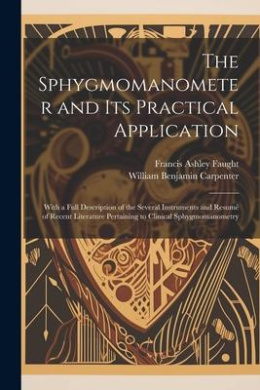 The
Sphygmomanomete
r and Its Practical
Application
Francis Ashley Faught
William Benjamin Carpenter
With a Full Description of the Several Instruments and Resumé
of Recent Literature Pertaining to Clinical Sphygmomanometry